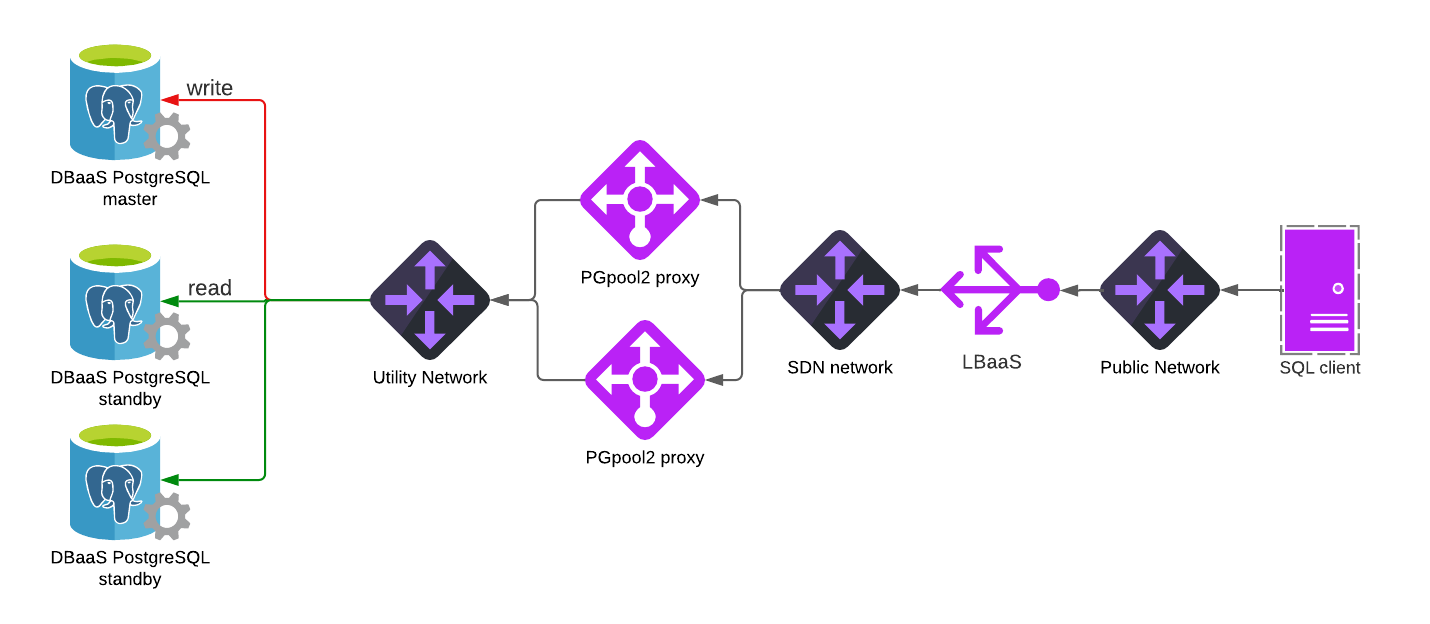 write
DBaaS PostgreSQL
master
read
DBaaS PostgreSQL
standby
DBaaS PostgreSQL
standby
Utility Network
PGpool2 proxy
PGpool2 proxy
SDN network
LBaaS
Public Network
SQL client